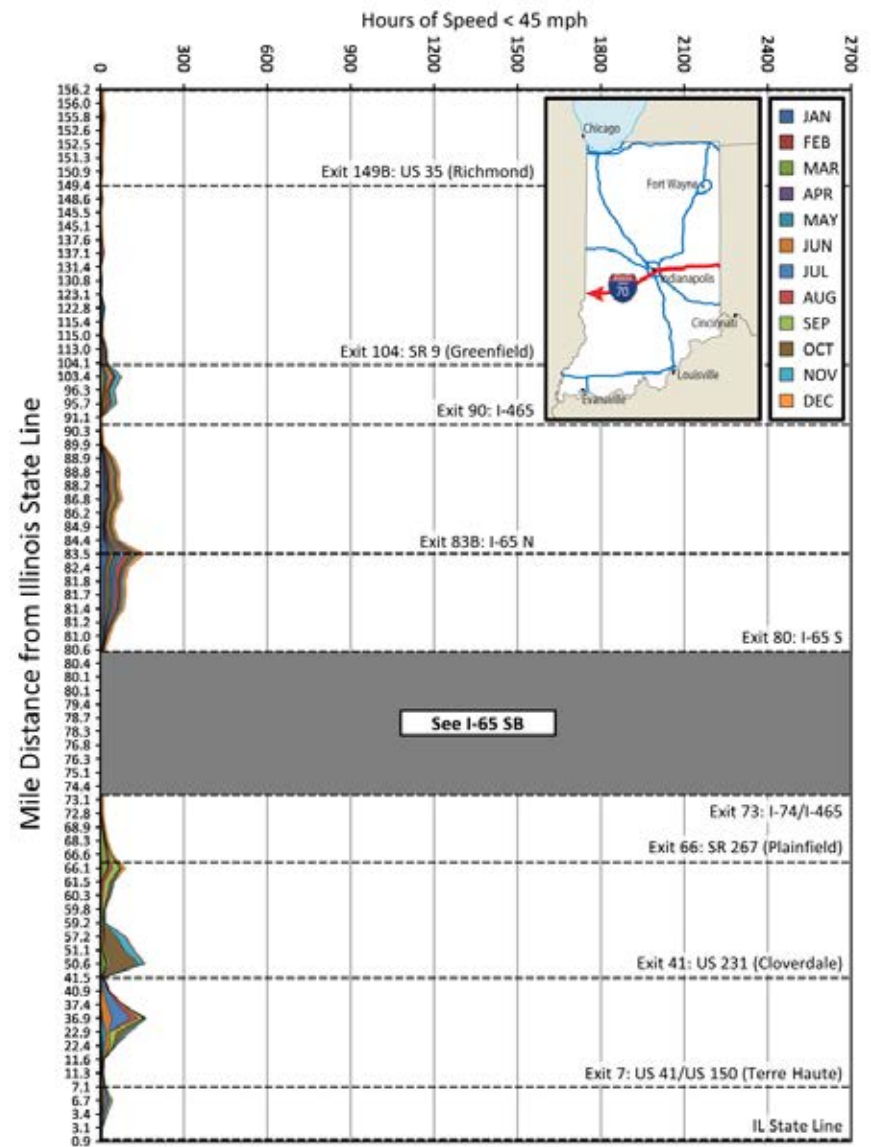 Hours of Speed < 45 mph
0 300 600 900 1200 1500 1800 2100 2400 2700
Mile Distance from Illinois State Line
156.2
156.0
155.8
152.6
152.5
151.3
150.9
149.4
148.6
145.5
145.1
137.6
137.1
131.4
130.8
123.1
122.8
115.4
115.0
113.0
104.1
103.4
96.3
95.7
91.1
90.3
89.9
88.9
88.8
88.2
86.8
86.2
84.9
84.4
83.5
82.4
81.8
81.7
81.4
81.2
81.0
80.6
80.4
80.1
79.4
78.7
78.3
76.8
76.3
75.1
74.4
73.1
72.8
68.9
68.3
66.6
66.1
61.5
60.3
59.8
59.2
57.2
51.1
50.6
41.5
40.9
37.4
36.9
22.9
22.4
11.6
11.3
7.1
6.7
3.4
3.1
0.9
Exit 149B: US 35 (Richmond)
Exit 104: SR 9 (Greenfield)
Exit 90: I-465
Exit 83B: I-65 N
Exit 80: I-65 S
See I-65 SB
Exit 73: I-74/I-465
Exit 66: SR 267 (Plainfield)
Exit 41: US 231 (Cloverdale)
Exit 7: US 41/US 150 (Terre Haute)
IL State Line
Chicago
Fort Wayne
Indianapolis
70
Cincinnati
Louisville
Evansville
JAN
FEB
MAR
APR
MAY
JUN
JUL
AUG
SEP
OCT
NOV
DEC